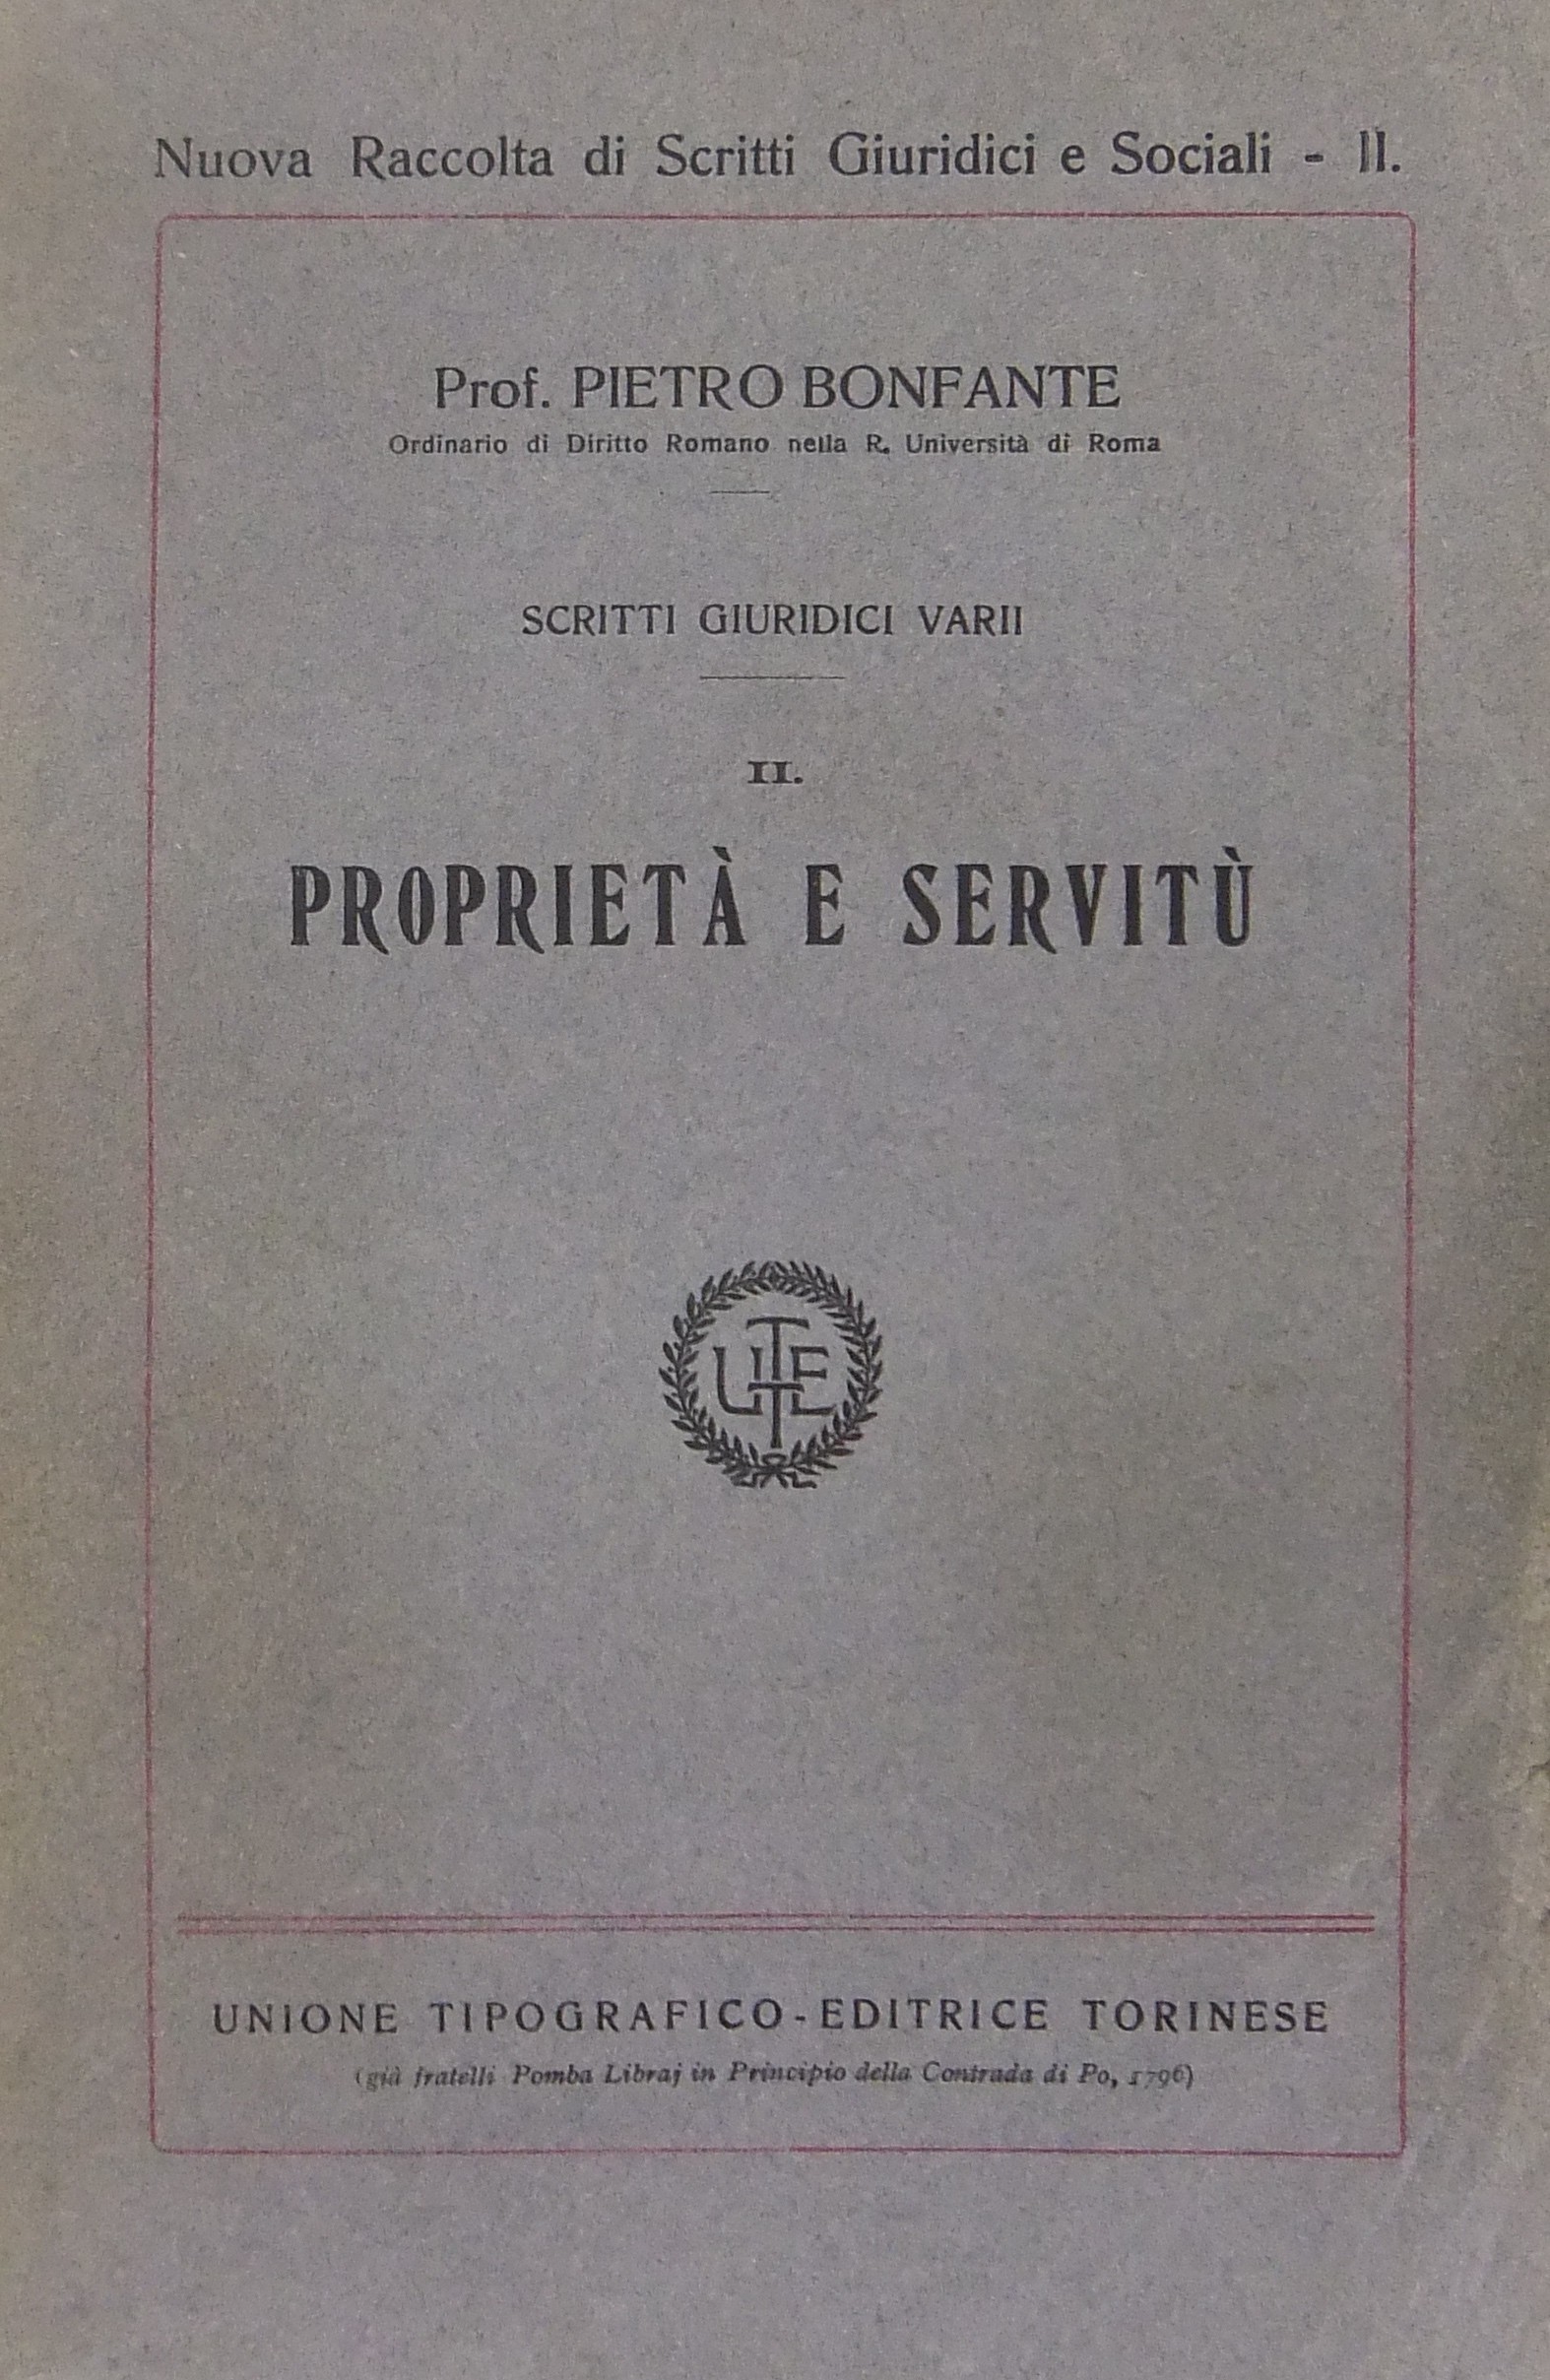 Nuova Raccolta di Scritti Giuridici e Sociali - II.
Prof. PIETRO BONFANTE
Ordinario di Diritto Romano nella R. Università di Roma
SCRITTI GIURIDICI VARII
II.
PROPRIETÀ E SERVITÙ
UTET
UNIONE TIPOGRAFICO-EDITRICE TORINESE
(già fratelli Pomba Libraj in Principio della Contrada di Po, 1796)